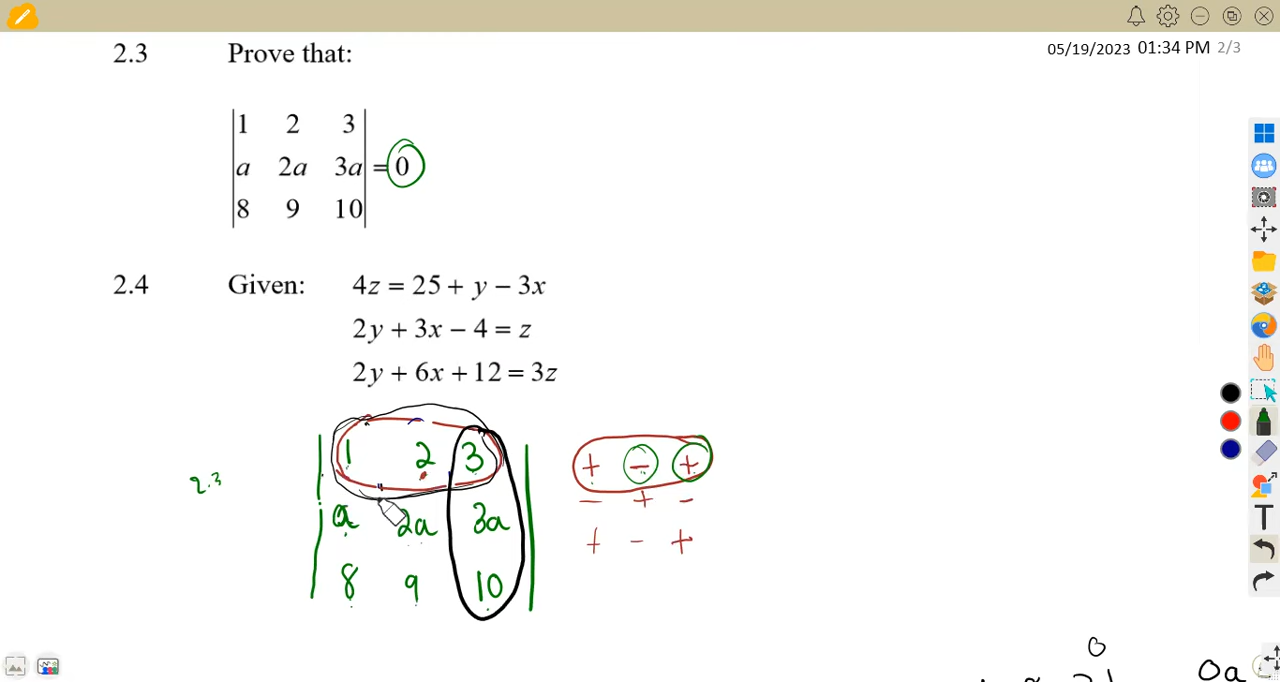 05/19/2023 01:34 PM 2/3
2.3 Prove that:
1 2 3
a 2a 3a = 0
8 9 10
2.4 Given: 4z = 25 + y − 3x
2y + 3x − 4 = z
2y + 6x + 12 = 3z
2.3
1 2 3 + − +
a 2a 3a − + −
8 9 10 + − +
0
0a
T